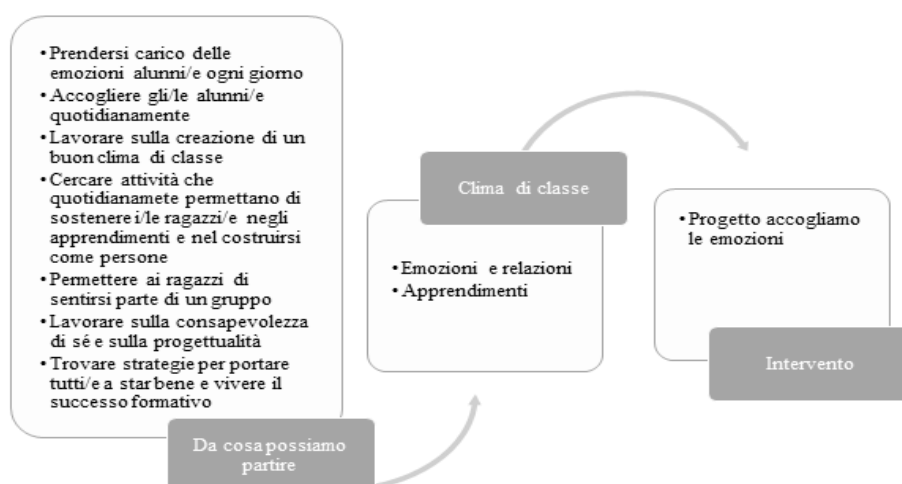 •Prendersi carico delle
emozioni alunni/e ogni giorno
•Accogliere gli/le alunni/e
quotidianamente
•Lavorare sulla creazione di un
buon clima di classe
•Cercare attività che
quotidianamete permettano di
sostenere i/le ragazzi/e negli
apprendimenti e nel costruirsi
come persone
•Permettere ai ragazzi di
sentirsi parte di un gruppo
•Lavorare sulla consapevolezza
di sé e sulla progettualità
•Trovare strategie per portare
tutti/e a star bene e vivere il
successo formativo
Da cosa possiamo
partire
Clima di classe
•Emozioni e relazioni
•Apprendimenti
•Progetto accogliamo
le emozioni
Intervento